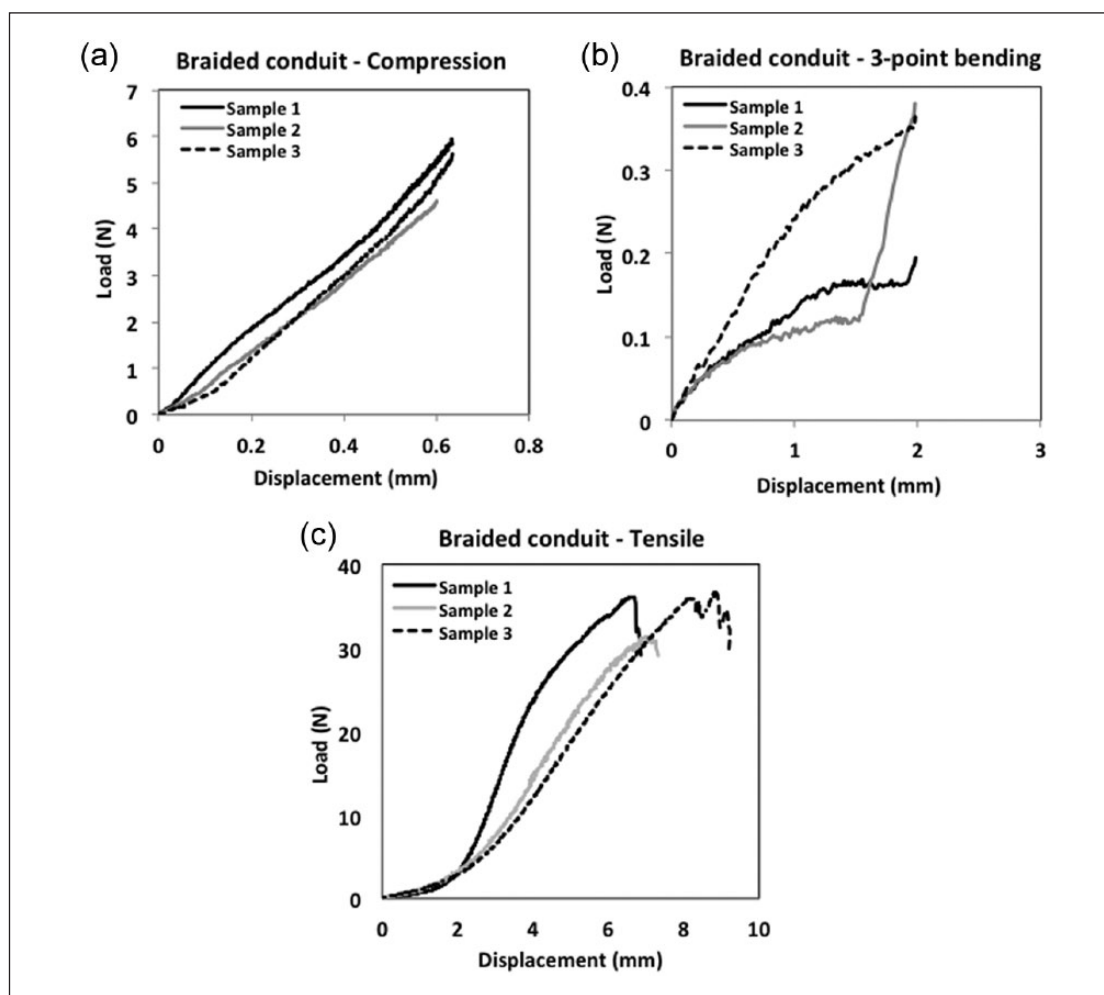 (a)
Braided conduit - Compression
7
6
5
4
3
2
1
0
Load (N)
Sample 1
Sample 2
Sample 3
0 0.2 0.4 0.6 0.8
Displacement (mm)
(b)
Braided conduit - 3-point bending
0.4
0.3
0.2
0.1
0
Load (N)
Sample 1
Sample 2
Sample 3
0 1 2 3
Displacement (mm)
(c)
Braided conduit - Tensile
40
30
20
10
0
Load (N)
Sample 1
Sample 2
Sample 3
0 2 4 6 8 10
Displacement (mm)